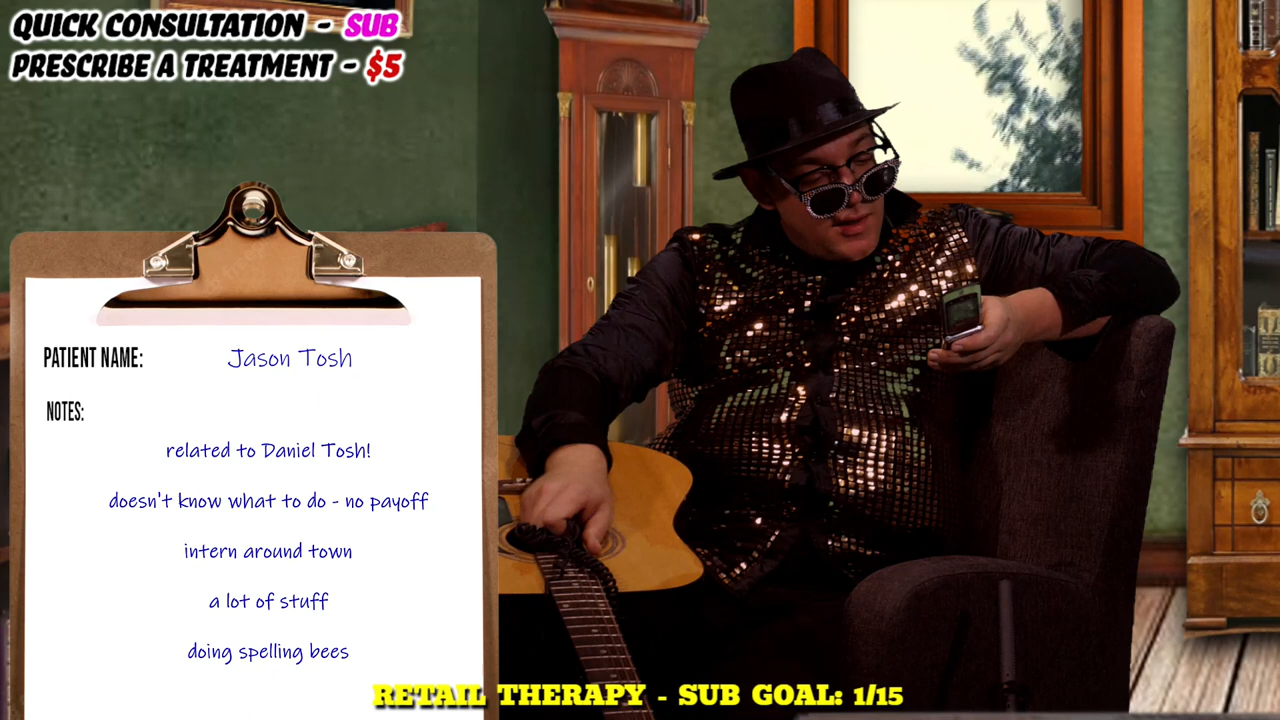 QUICK CONSULTATION - SUB
PRESCRIBE A TREATMENT - $5
PATIENT NAME: Jason Tosh
NOTES:
related to Daniel Tosh!
doesn't know what to do - no payoff
intern around town
a lot of stuff
doing spelling bees
RETAIL THERAPY - SUB GOAL: 1/15